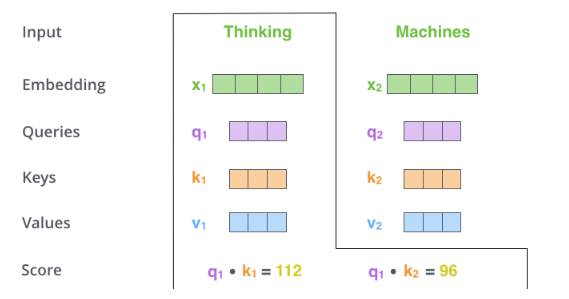 Input Thinking Machines
Embedding x₁ x₂
Queries q₁ q₂
Keys k₁ k₂
Values v₁ v₂
Score q₁ • k₁ = 112 q₁ • k₂ = 96